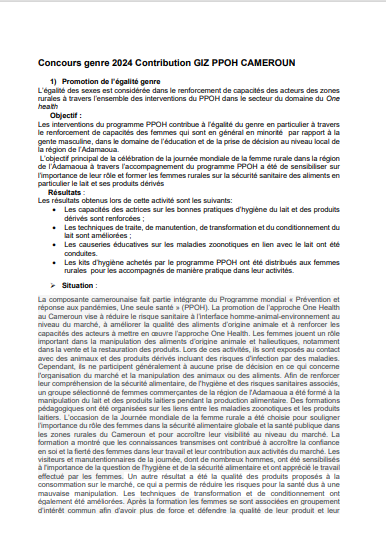 Concours genre 2024 Contribution GIZ PPOH CAMEROUN
1) Promotion de l'égalité genre
L'égalité des sexes est considérée dans le renforcement de capacités des acteurs des zones
rurales à travers l'ensemble des interventions du PPOH dans le secteur du domaine du One
health
Objectif :
Les interventions du programme PPOH contribue à l'égalité du genre en particulier à travers
le renforcement de capacités des femmes qui sont en général en minorité par rapport à la
gente masculine, dans le domaine de l'éducation et de la prise de décision au niveau local de
la région de l'Adamaoua.
L'objectif principal de la célébration de la journée mondiale de la femme rurale dans la région
de l'Adamaoua à travers l'accompagnement du programme PPOH a été de sensibiliser sur
l'importance de leur rôle et former les femmes rurales sur la sécurité sanitaire des aliments en
particulier le lait et ses produits dérivés
Résultats :
Les résultats obtenus lors de cette activité sont les suivants:
• Les capacités des actrices sur les bonnes pratiques d'hygiène du lait et des produits
dérivés sont renforcées ;
• Les techniques de traite, de manutention, de transformation et du conditionnement du
lait sont améliorées ;
• Les causeries éducatives sur les maladies zoonotiques en lien avec le lait ont été
conduites.
• Les kits d'hygiène achetés par le programme PPOH ont été distribués aux femmes
rurales pour les accompagnés de manière pratique dans leur activités.
➢ Situation :
La composante camerounaise fait partie intégrante du Programme mondial « Prévention et
réponse aux pandémies, Une seule santé » (PPOH). La promotion de l'approche One Health
au Cameroun vise à réduire le risque sanitaire à l'interface homme-animal-environnement au
niveau du marché, à améliorer la qualité des aliments d'origine animale et à renforcer les
capacités des acteurs à mettre en œuvre l'approche One Health. Les femmes jouent un rôle
important dans la manipulation des aliments d'origine animale et halieutiques, notamment
dans la vente et la restauration des produits. Lors de ces activités, ils sont exposés au contact
avec des animaux et des produits dérivés incluant des risques d'infection par des maladies.
Cependant, ils ne participent généralement à aucune prise de décision en ce qui concerne
l'organisation du marché et la manipulation des animaux ou des aliments. Afin de renforcer
leur compréhension de la sécurité alimentaire, de l'hygiène et des risques sanitaires associés,
un groupe sélectionné de femmes commerçantes de la région de l'Adamaoua a été formé à la
manipulation du lait et des produits laitiers pendant la production alimentaire. Des formations
pédagogiques ont été organisées sur les liens entre les maladies zoonotiques et les produits
laitiers. L'occasion de la Journée mondiale de la femme rurale a été choisie pour souligner
l'importance du rôle des femmes dans la sécurité alimentaire globale et la santé publique dans
les zones rurales du Cameroun et pour accroître leur visibilité au niveau du marché. La
formation a montré que les connaissances transmises ont contribué à accroître la confiance
en soi et la fierté des femmes dans leur travail et leur contribution aux activités du marché. Les
visiteurs et manutentionnaires de la journée, dont de nombreux hommes, ont été sensibilisés
à l'importance de la question de l'hygiène et de la sécurité alimentaire et ont apprécié le travail
effectué par les femmes. Un autre résultat a été la qualité des produits proposés à la
consommation sur le marché, ce qui a permis de réduire les risques pour la santé dus à une
mauvaise manipulation. Les techniques de transformation et de conditionnement ont
également été améliorées. Après la formation les femmes se sont associées en groupement
d'intérêt commun afin d'avoir plus de force et défendre la qualité de leur produit et leur